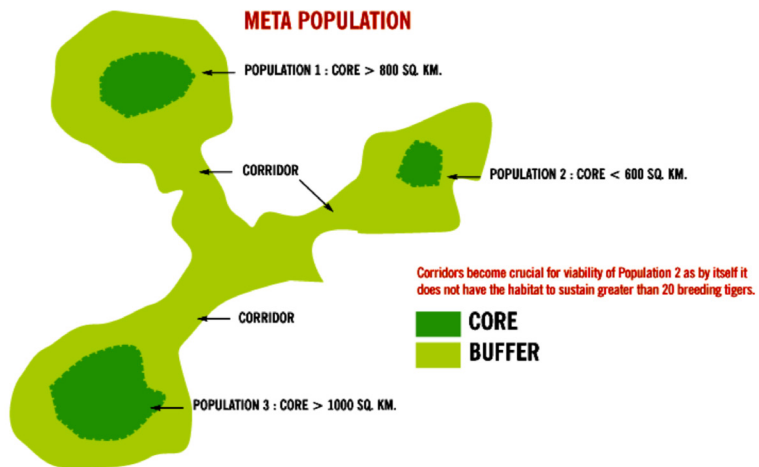 META POPULATION
POPULATION 1 : CORE > 800 SQ. KM.
CORRIDOR
POPULATION 2 : CORE < 600 SQ. KM.
Corridors become crucial for viability of Population 2 as by itself it
does not have the habitat to sustain greater than 20 breeding tigers.
CORRIDOR
CORE
BUFFER
POPULATION 3 : CORE > 1000 SQ. KM.